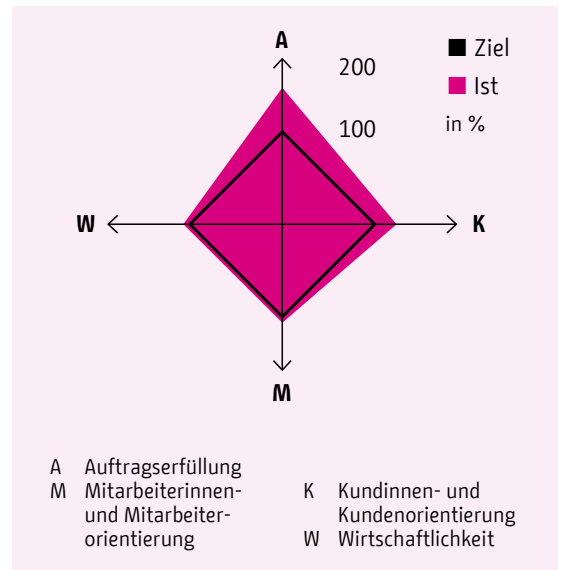 A
200
Ziel
Ist
100
in %
W
K
M
A Auftragserfüllung
M Mitarbeiterinnen-
und Mitarbeiter-
orientierung
K Kundinnen- und
Kundenorientierung
W Wirtschaftlichkeit